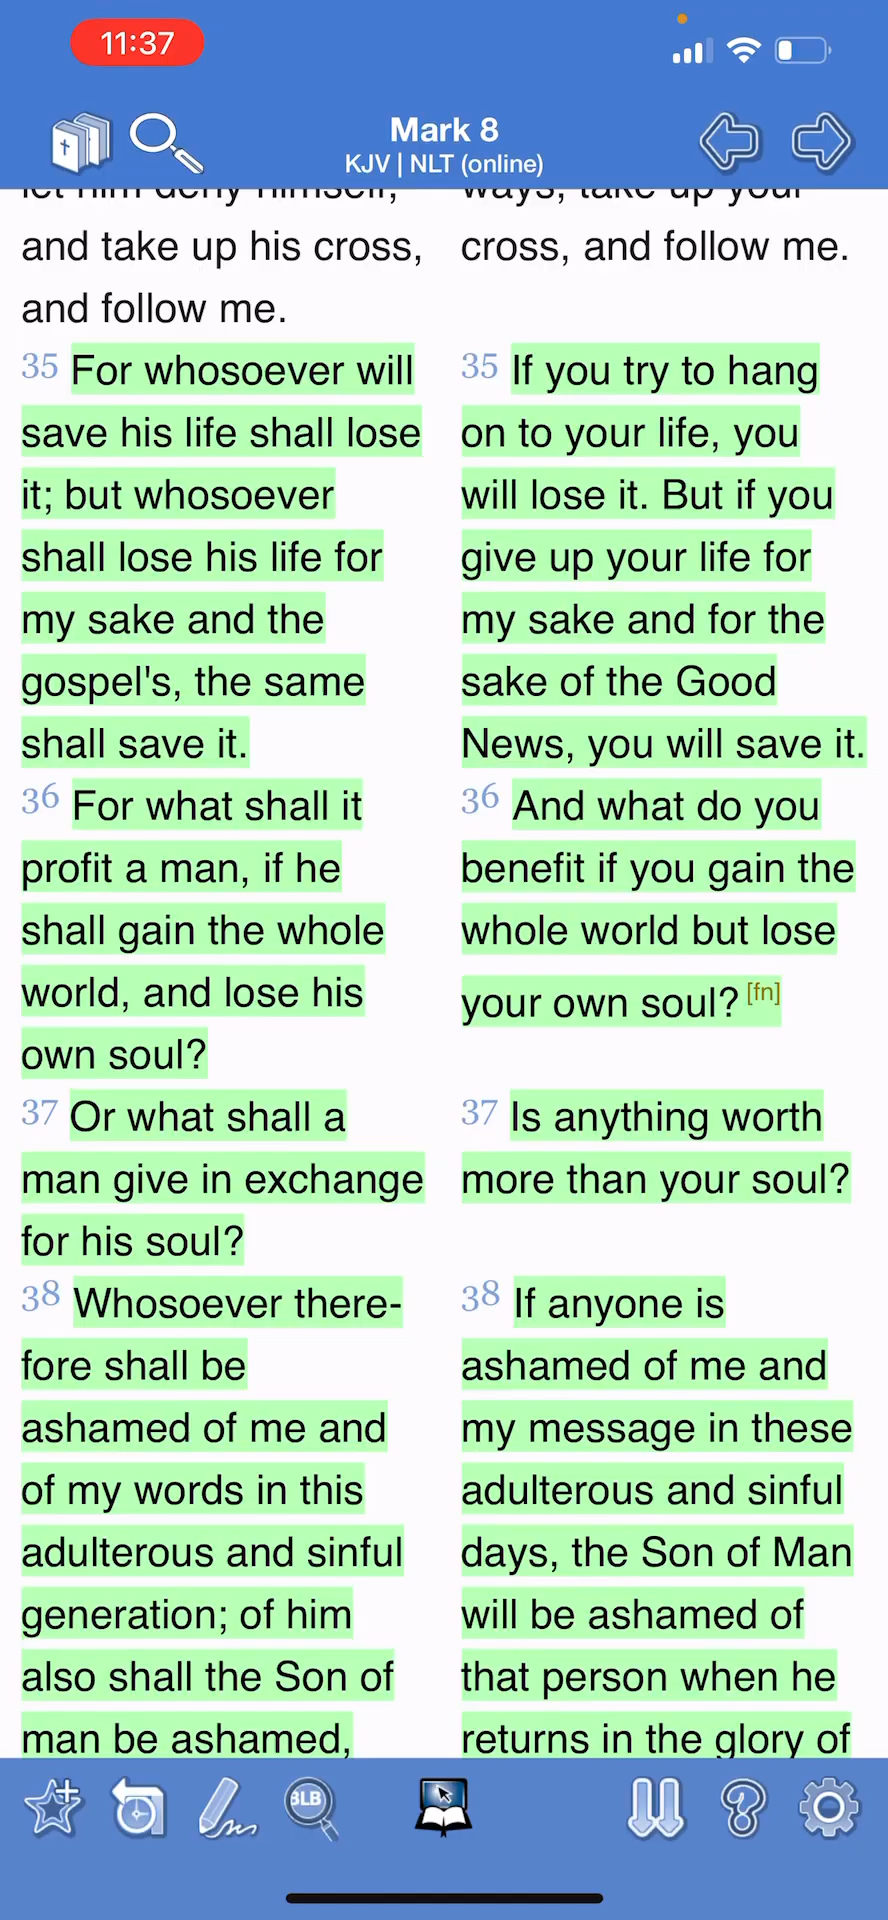 11:37
Mark 8
KJV | NLT (online)
let him deny himself,
and take up his cross,
and follow me.
35 For whosoever will
save his life shall lose
it; but whosoever
shall lose his life for
my sake and the
gospel's, the same
shall save it.
36 For what shall it
profit a man, if he
shall gain the whole
world, and lose his
own soul?
37 Or what shall a
man give in exchange
for his soul?
38 Whosoever there-
fore shall be
ashamed of me and
of my words in this
adulterous and sinful
generation; of him
also shall the Son of
man be ashamed,
ways, take up your
cross, and follow me.
35 If you try to hang
on to your life, you
will lose it. But if you
give up your life for
my sake and for the
sake of the Good
News, you will save it.
36 And what do you
benefit if you gain the
whole world but lose
your own soul? [fn]
37 Is anything worth
more than your soul?
38 If anyone is
ashamed of me and
my message in these
adulterous and sinful
days, the Son of Man
will be ashamed of
that person when he
returns in the glory of
BLB